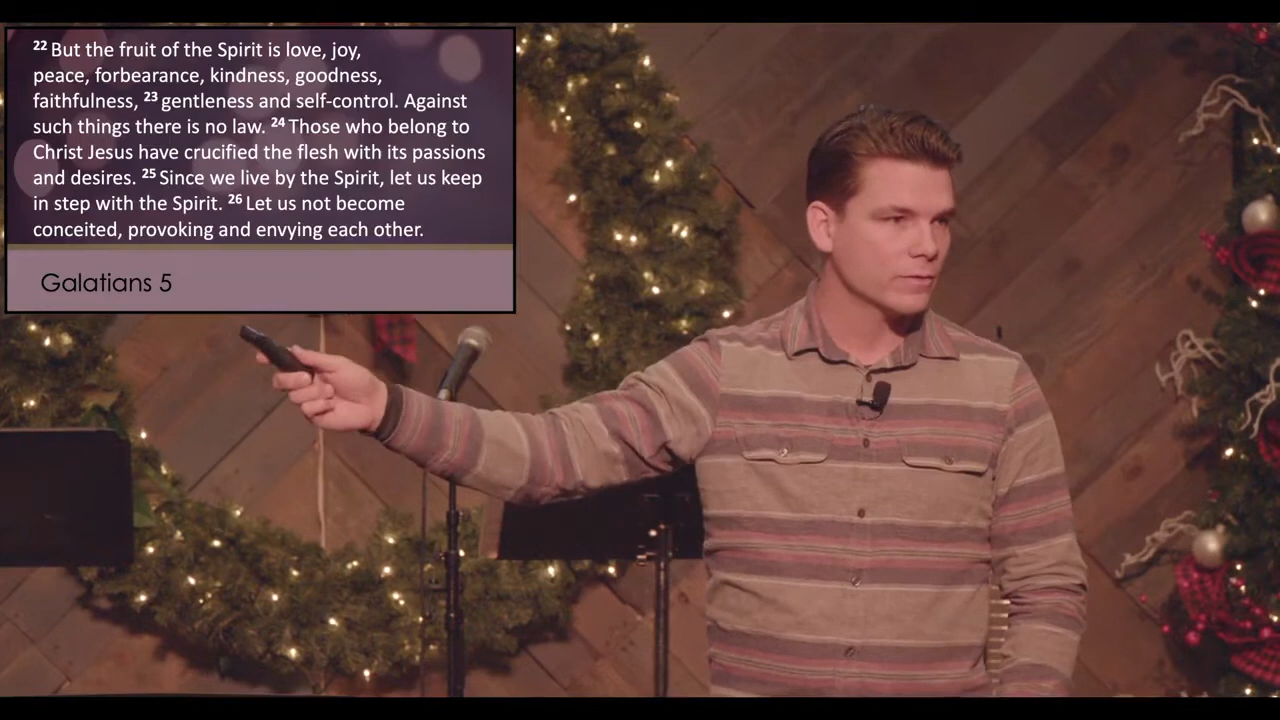 22 But the fruit of the Spirit is love, joy,
peace, forbearance, kindness, goodness,
faithfulness, 23 gentleness and self-control. Against
such things there is no law. 24 Those who belong to
Christ Jesus have crucified the flesh with its passions
and desires. 25 Since we live by the Spirit, let us keep
in step with the Spirit. 26 Let us not become
conceited, provoking and envying each other.
Galatians 5